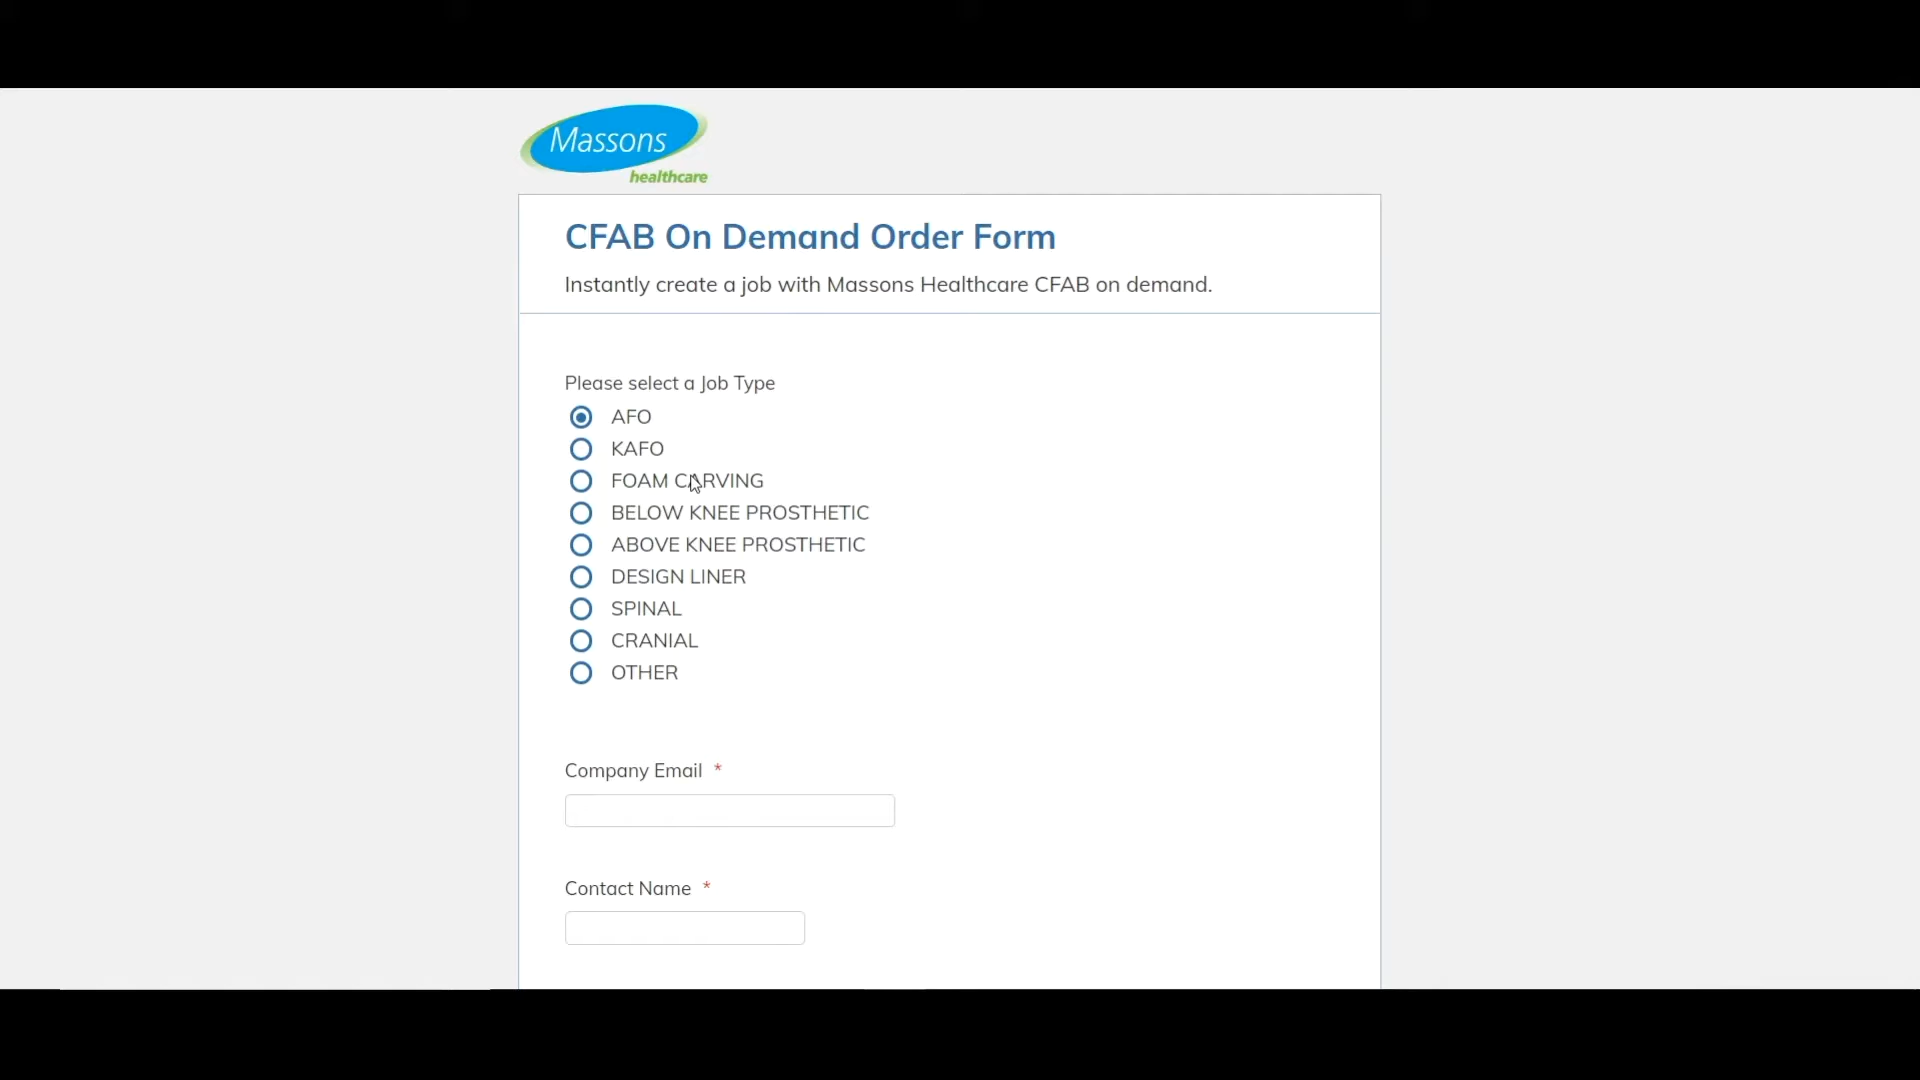 Massons
healthcare
CFAB On Demand Order Form
Instantly create a job with Massons Healthcare CFAB on demand.
Please select a Job Type
AFO
KAFO
FOAM CARVING
BELOW KNEE PROSTHETIC
ABOVE KNEE PROSTHETIC
DESIGN LINER
SPINAL
CRANIAL
OTHER
Company Email *
Contact Name *